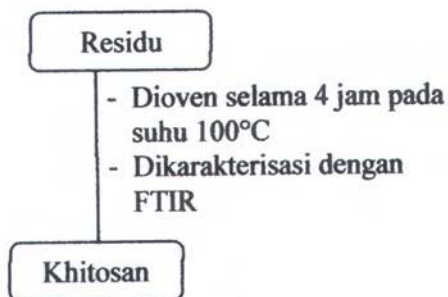 Residu
- Dioven selama 4 jam pada
suhu 100°C
- Dikarakterisasi dengan
FTIR
Khitosan